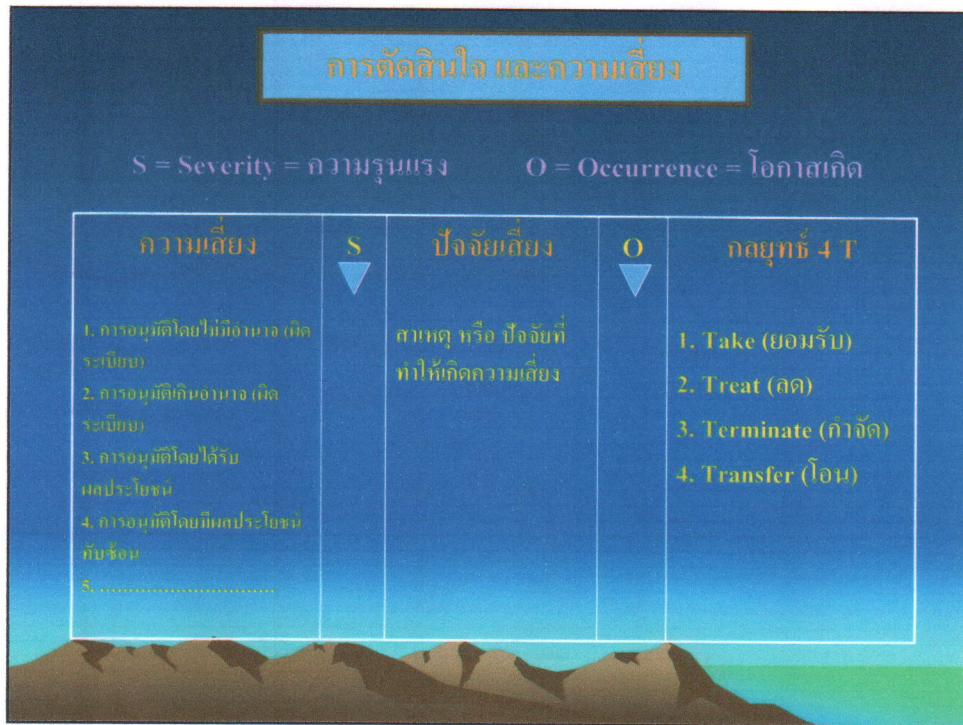 การตัดสินใจ และความเสี่ยง
S = Severity = ความรุนแรง
O = Occurrence = โอกาสเกิด
ความเสี่ยง
S
ปัจจัยเสี่ยง
O
กลยุทธ์ 4 T
1. การอนุมัติโดยไม่มีอำนาจ (ผิด
ระเบียบ)
2. การอนุมัติเกินอำนาจ (ผิด
ระเบียบ)
3. การอนุมัติโดยได้รับ
ผลประโยชน์
4. การอนุมัติโดยมีผลประโยชน์
ทับซ้อน
5. ..............................
สาเหตุ หรือ ปัจจัยที่
ทำให้เกิดความเสี่ยง
1. Take (ยอมรับ)
2. Treat (ลด)
3. Terminate (กำจัด)
4. Transfer (โอน)